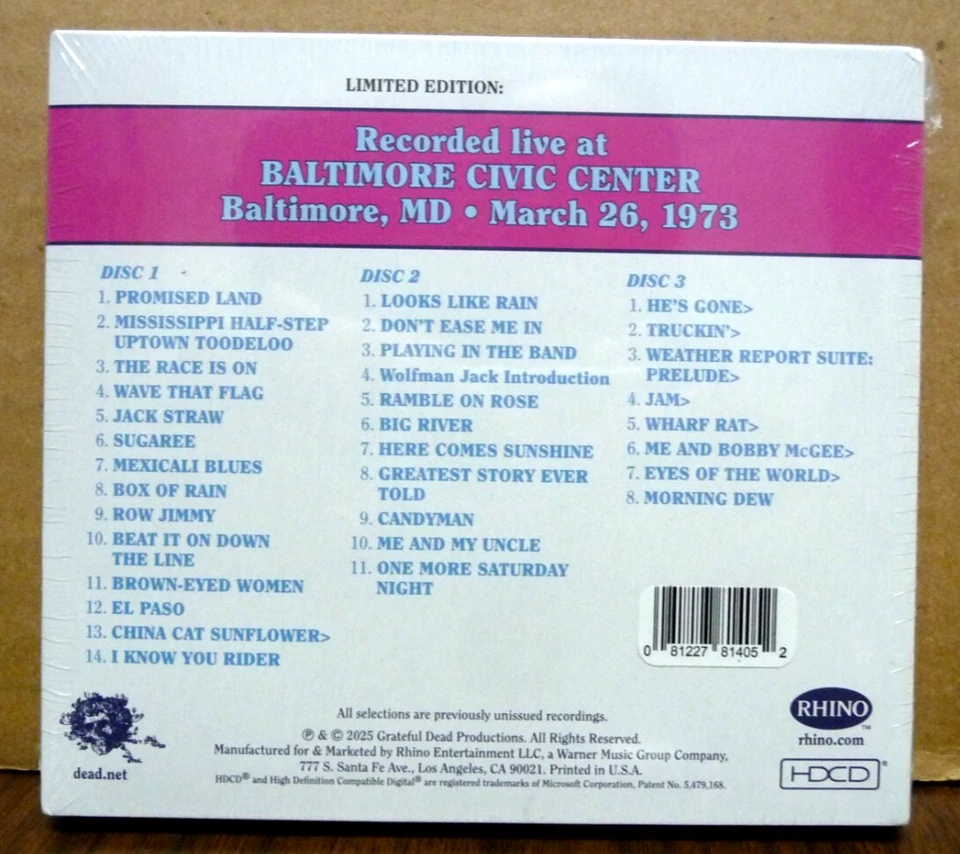 LIMITED EDITION:
Recorded live at
BALTIMORE CIVIC CENTER
Baltimore, MD • March 26, 1973
DISC 1
1. PROMISED LAND
2. MISSISSIPPI HALF-STEP
UPTOWN TOODELOO
3. THE RACE IS ON
4. WAVE THAT FLAG
5. JACK STRAW
6. SUGAREE
7. MEXICALI BLUES
8. BOX OF RAIN
9. ROW JIMMY
10. BEAT IT ON DOWN
THE LINE
11. BROWN-EYED WOMEN
12. EL PASO
13. CHINA CAT SUNFLOWER>
14. I KNOW YOU RIDER
DISC 2
1. LOOKS LIKE RAIN
2. DON'T EASE ME IN
3. PLAYING IN THE BAND
4. Wolfman Jack Introduction
5. RAMBLE ON ROSE
6. BIG RIVER
7. HERE COMES SUNSHINE
8. GREATEST STORY EVER
TOLD
9. CANDYMAN
10. ME AND MY UNCLE
11. ONE MORE SATURDAY
NIGHT
DISC 3
1. HE'S GONE>
2. TRUCKIN'>
3. WEATHER REPORT SUITE:
PRELUDE>
4. JAM>
5. WHARF RAT>
6. ME AND BOBBY McGEE>
7. EYES OF THE WORLD>
8. MORNING DEW
0 81227 81405 2
dead.net
All selections are previously unissued recordings.
℗ & © 2025 Grateful Dead Productions. All Rights Reserved.
Manufactured for & Marketed by Rhino Entertainment LLC, a Warner Music Group Company,
777 S. Santa Fe Ave., Los Angeles, CA 90021. Printed in U.S.A.
HDCD® and High Definition Compatible Digital® are registered trademarks of Microsoft Corporation, Patent No. 5,479,168.
RHINO™
rhino.com
HDCD®